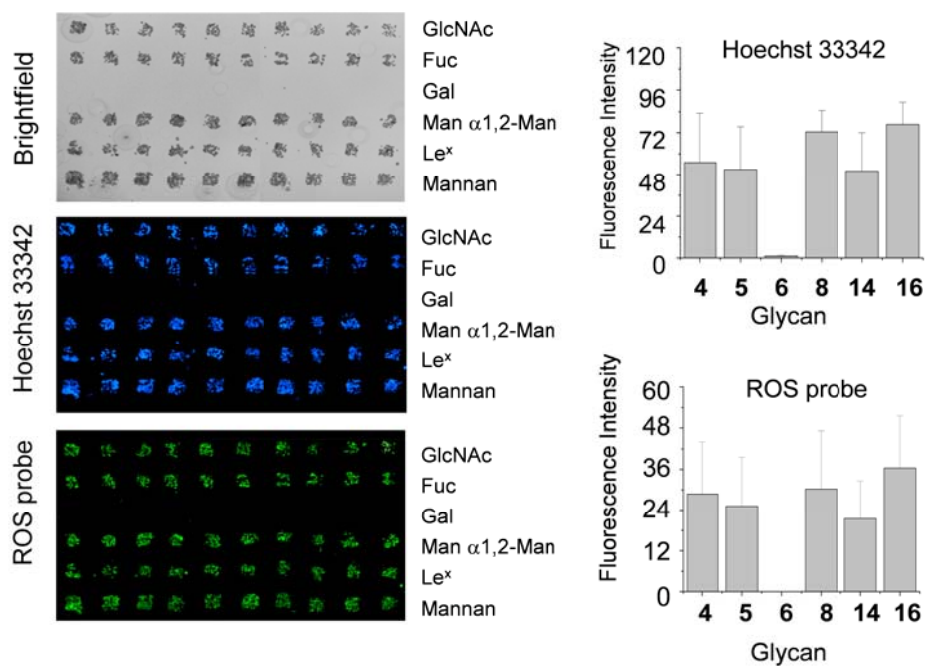 Brightfield
GlcNAc
Fuc
Gal
Man α1,2-Man
Leˣ
Mannan
Hoechst 33342
GlcNAc
Fuc
Gal
Man α1,2-Man
Leˣ
Mannan
ROS probe
GlcNAc
Fuc
Gal
Man α1,2-Man
Leˣ
Mannan
Hoechst 33342
Fluorescence Intensity
120
96
72
48
24
0
4 5 6 8 14 16
Glycan
ROS probe
Fluorescence Intensity
60
48
36
24
12
0
4 5 6 8 14 16
Glycan